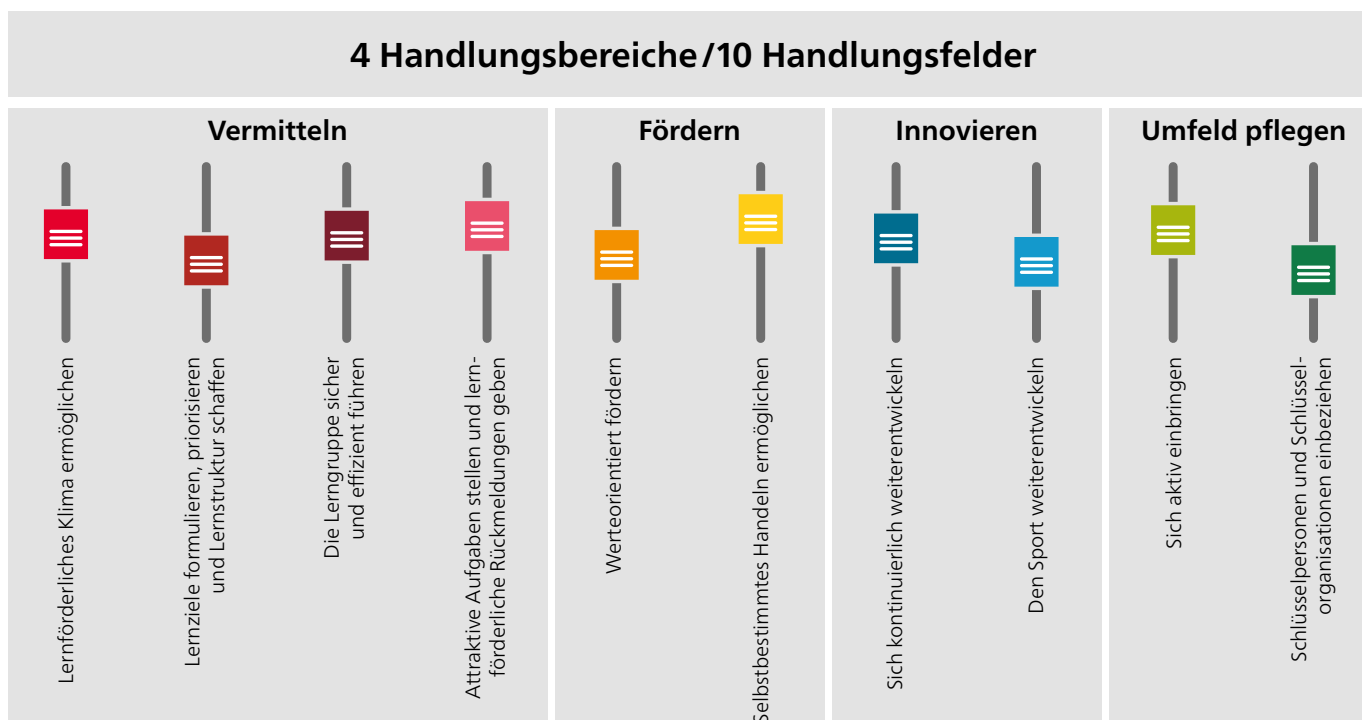 4 Handlungsbereiche/10 Handlungsfelder
Vermitteln
Lernförderliches Klima ermöglichen
Lernziele formulieren, priorisieren
und Lernstruktur schaffen
Die Lerngruppe sicher
und effizient führen
Attraktive Aufgaben stellen und lern-
förderliche Rückmeldungen geben
Fördern
Werteorientiert fördern
Selbstbestimmtes Handeln ermöglichen
Innovieren
Sich kontinuierlich weiterentwickeln
Den Sport weiterentwickeln
Umfeld pflegen
Sich aktiv einbringen
Schlüsselpersonen und Schlüssel-
organisationen einbeziehen